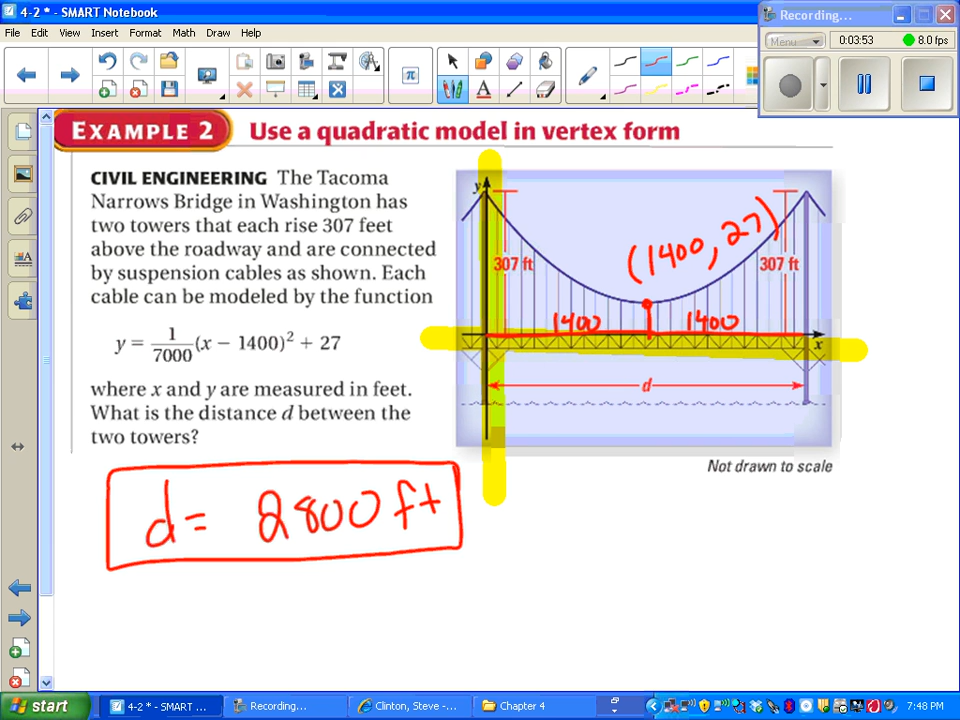 4-2 * - SMART Notebook
Recording...
File Edit View Insert Format Math Draw Help
Menu 0:03:53 8.0 fps
π
A
EXAMPLE 2 Use a quadratic model in vertex form
CIVIL ENGINEERING The Tacoma
Narrows Bridge in Washington has
two towers that each rise 307 feet
above the roadway and are connected
by suspension cables as shown. Each
cable can be modeled by the function
y = 1/7000 (x − 1400)² + 27
where x and y are measured in feet.
What is the distance d between the
two towers?
y
(1400, 27)
307 ft 307 ft
1400 1400
x
d
Not drawn to scale
d = 2800 ft
start 4-2 * - SMART ... Recording... Clinton, Steve -... Chapter 4 7:48 PM